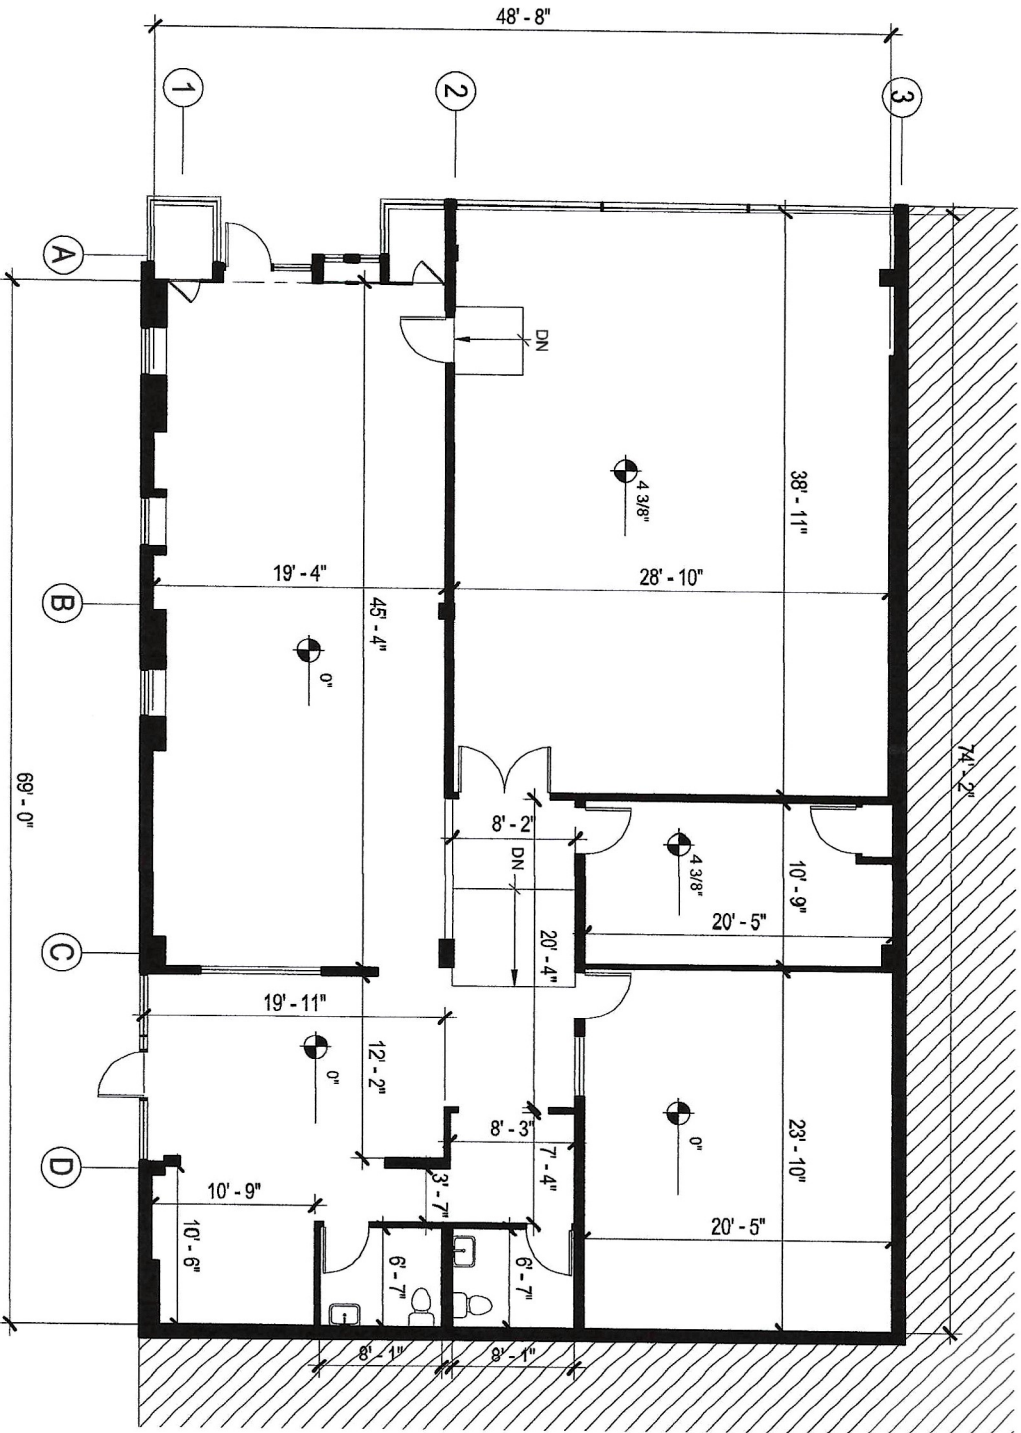 48' - 8"
1
2
3
A
DN
4 3/8"
38' - 11"
19' - 4"
28' - 10"
B
45' - 4"
0"
74' - 2"
69' - 0"
8' - 2"
DN
4 3/8"
10' - 9"
20' - 5"
20' - 4"
C
19' - 11"
12' - 2"
0"
0"
23' - 10"
8' - 3"
7' - 4"
D
3' - 7"
10' - 9"
10' - 6"
20' - 5"
6' - 7"
6' - 7"
8' - 1"
8' - 1"